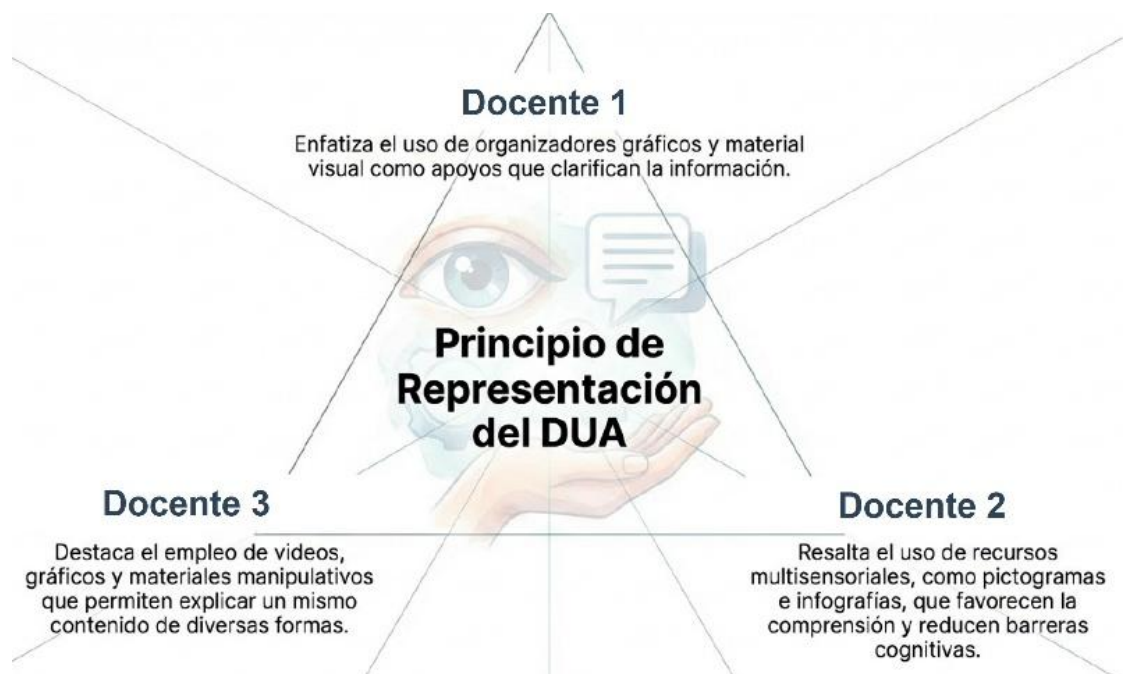 Docente 1
Enfatiza el uso de organizadores gráficos y material
visual como apoyos que clarifican la información.
Principio de
Representación
del DUA
Docente 3
Destaca el empleo de videos,
gráficos y materiales manipulativos
que permiten explicar un mismo
contenido de diversas formas.
Docente 2
Resalta el uso de recursos
multisensoriales, como pictogramas
e infografías, que favorecen la
comprensión y reducen barreras
cognitivas.